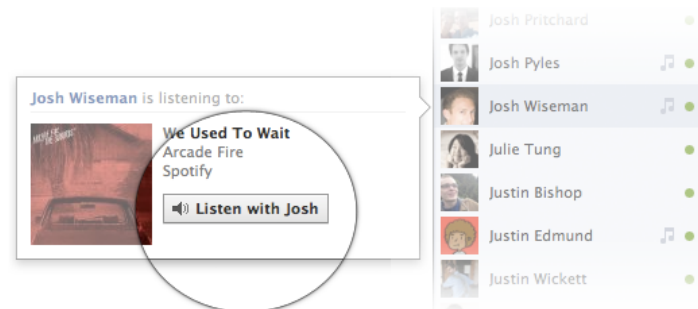 Josh Pritchard
Josh Pyles
Josh Wiseman is listening to:
Josh Wiseman
We Used To Wait
Arcade Fire
Spotify
Listen with Josh
Julie Tung
Justin Bishop
Justin Edmund
Justin Wickett